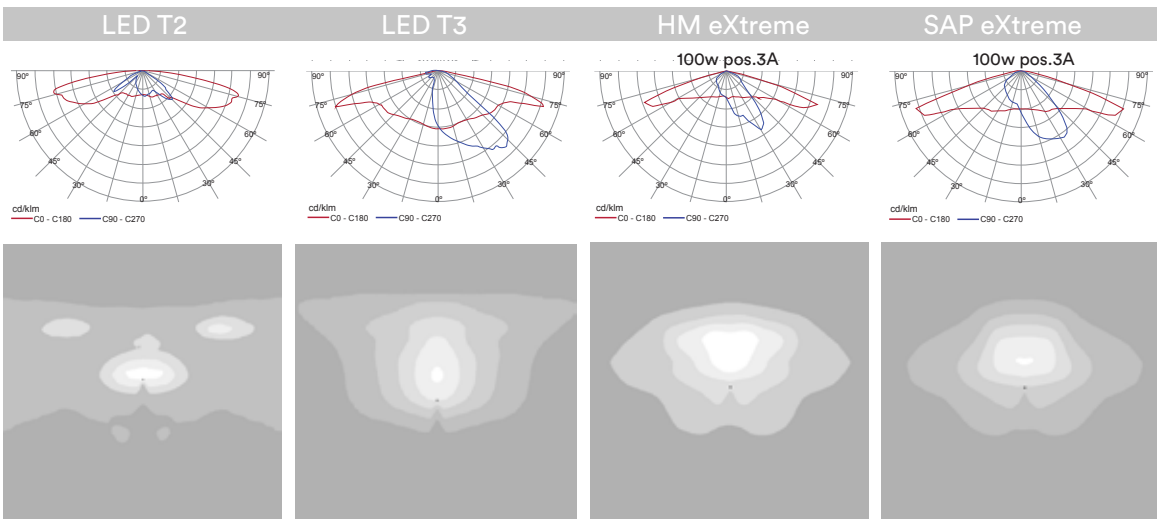 LED T2
LED T3
HM eXtreme
SAP eXtreme
100w pos.3A
100w pos.3A
90° 90°
75° 75°
60° 60°
45° 45°
30° 30°
0°
cd/klm
C0 - C180 C90 - C270
90° 90°
75° 75°
60° 60°
45° 45°
30° 30°
0°
cd/klm
C0 - C180 C90 - C270
90° 90°
75° 75°
60° 60°
45° 45°
30° 30°
0°
cd/klm
C0 - C180 C90 - C270
90° 90°
75° 75°
60° 60°
45° 45°
30° 30°
0°
cd/klm
C0 - C180 C90 - C270